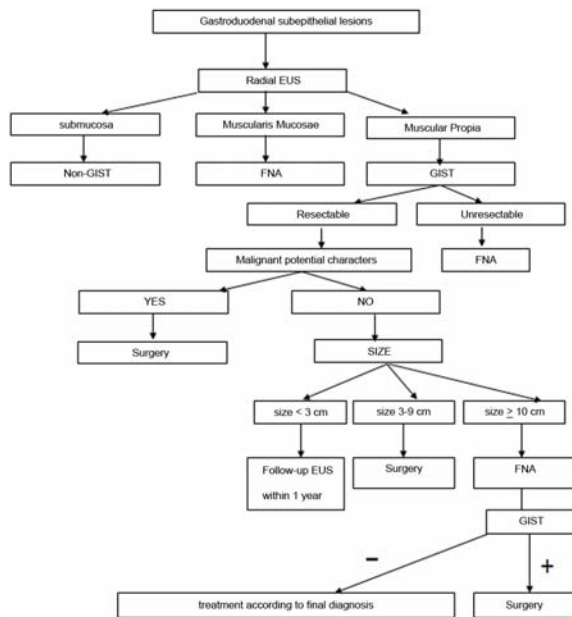 Gastroduodenal subepithelial lesions
Radial EUS
submucosa
Muscularis Mucosae
Muscular Propia
Non-GIST
FNA
GIST
Resectable
Unresectable
Malignant potential characters
FNA
YES
NO
Surgery
SIZE
size < 3 cm
size 3-9 cm
size ≥ 10 cm
Follow-up EUS
within 1 year
Surgery
FNA
GIST
−
+
treatment according to final diagnosis
Surgery